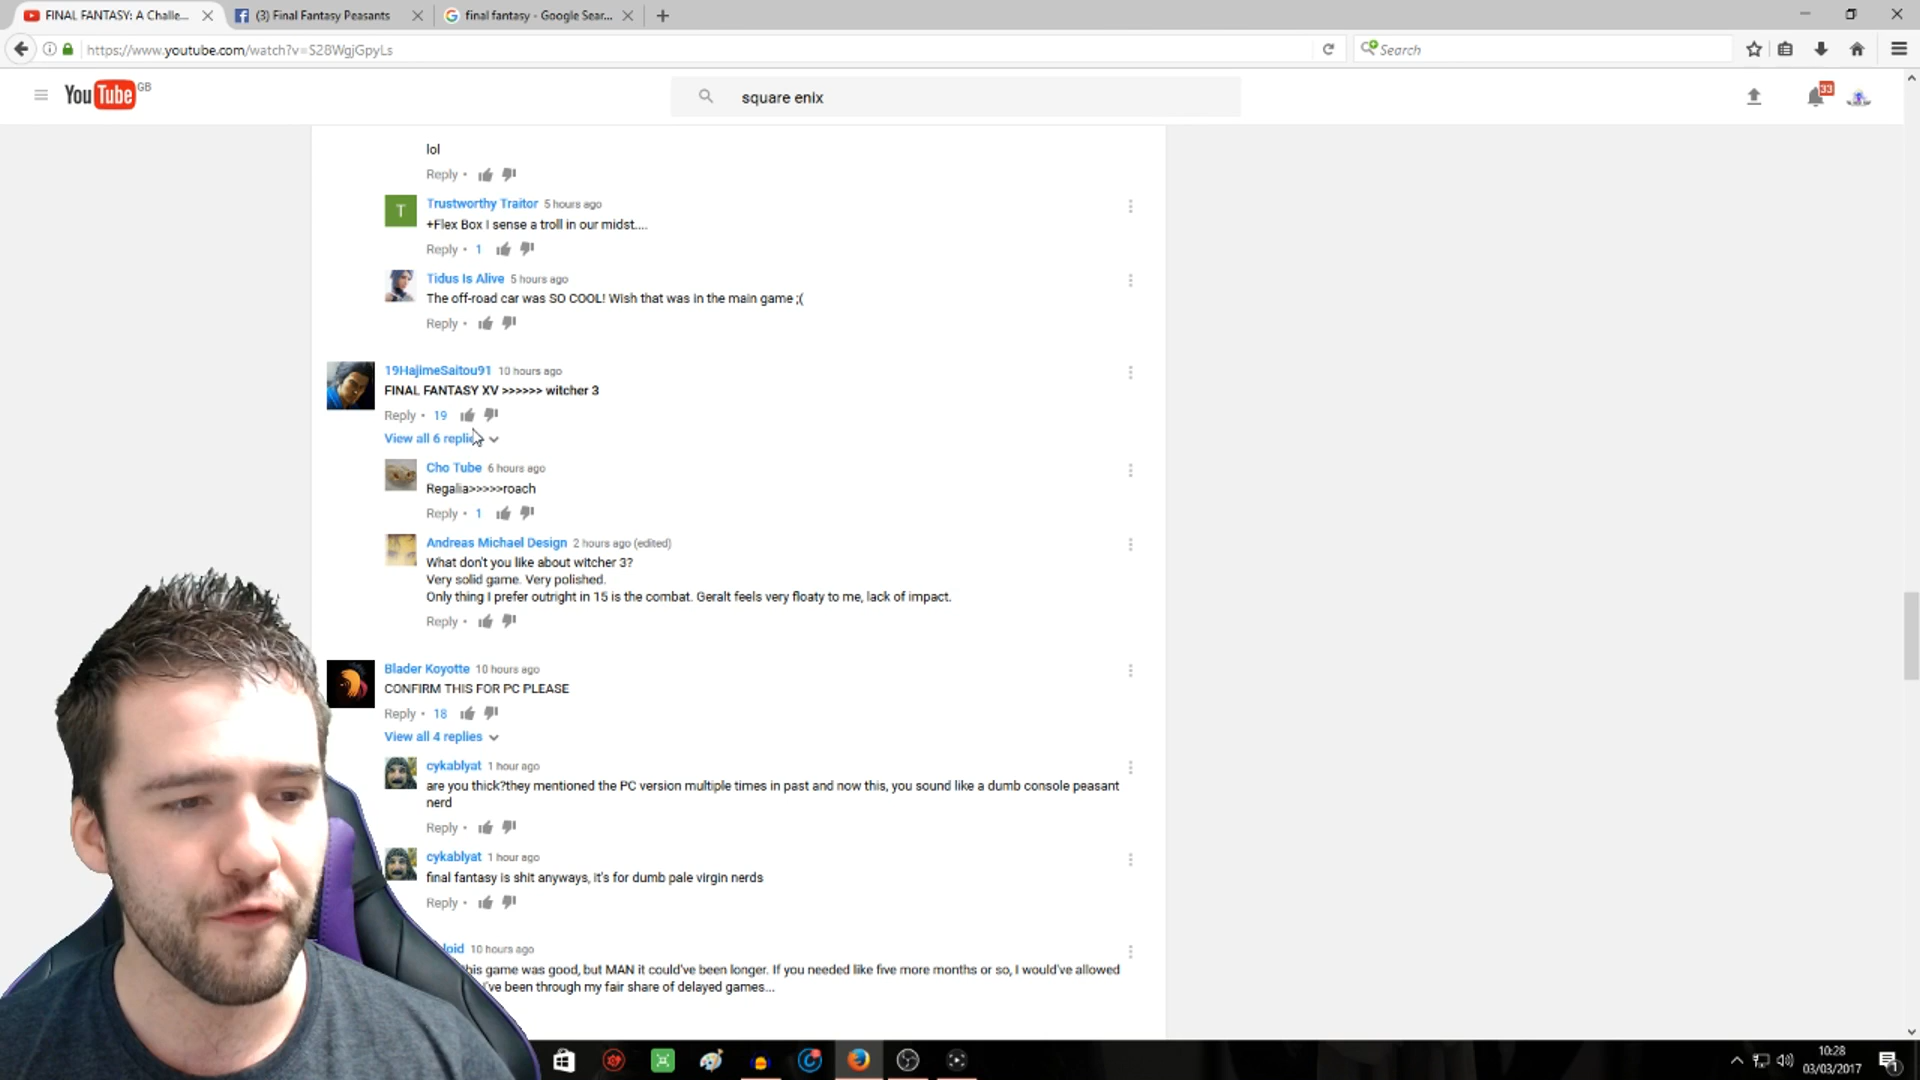 FINAL FANTASY: A Challe...
(3) Final Fantasy Peasants
final fantasy - Google Sear...
https://www.youtube.com/watch?v=S28WgjGpyLs
Search
YouTube GB
square enix
33
lol
Reply
T
Trustworthy Traitor 5 hours ago
+Flex Box I sense a troll in our midst....
Reply • 1
Tidus Is Alive 5 hours ago
The off-road car was SO COOL! Wish that was in the main game ;(
Reply •
19HajimeSaitou91 10 hours ago
FINAL FANTASY XV >>>>>> witcher 3
Reply • 19
View all 6 replies
Cho Tube 6 hours ago
Regalia>>>>>roach
Reply • 1
Andreas Michael Design 2 hours ago (edited)
What don't you like about witcher 3?
Very solid game. Very polished.
Only thing I prefer outright in 15 is the combat. Geralt feels very floaty to me, lack of impact.
Reply •
Blader Koyotte 10 hours ago
CONFIRM THIS FOR PC PLEASE
Reply • 18
View all 4 replies
cykablyat 1 hour ago
are you thick?they mentioned the PC version multiple times in past and now this, you sound like a dumb console peasant
nerd
Reply •
cykablyat 1 hour ago
final fantasy is shit anyways, it's for dumb pale virgin nerds
Reply •
10 hours ago
this game was good, but MAN it could've been longer. If you needed like five more months or so, I would've allowed
I've been through my fair share of delayed games...
10:28
03/03/2017
1